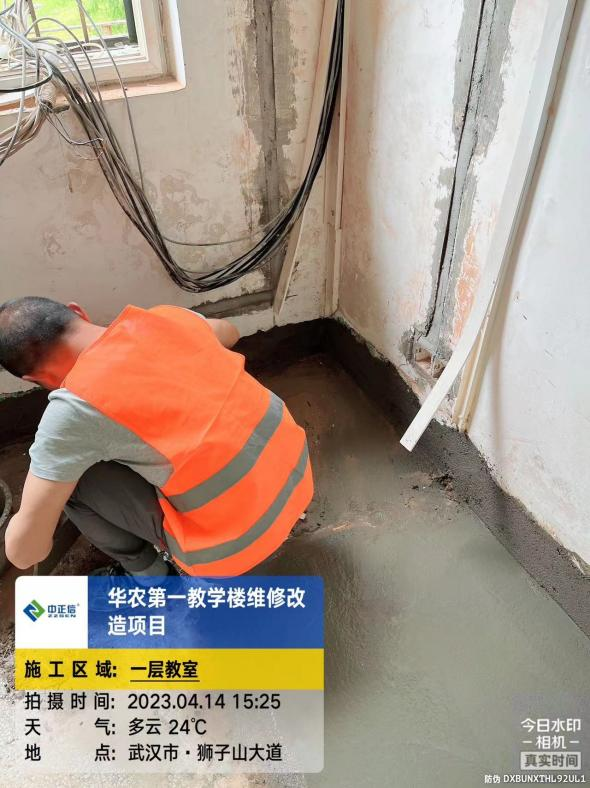 中正信
ZZSEN
华农第一教学楼维修改
造项目
施工区域: 一层教室
拍摄时间: 2023.04.14 15:25
天气: 多云 24℃
地点: 武汉市·狮子山大道
今日水印
相机
真实时间
防伪 DXBUNXTHL92UL1